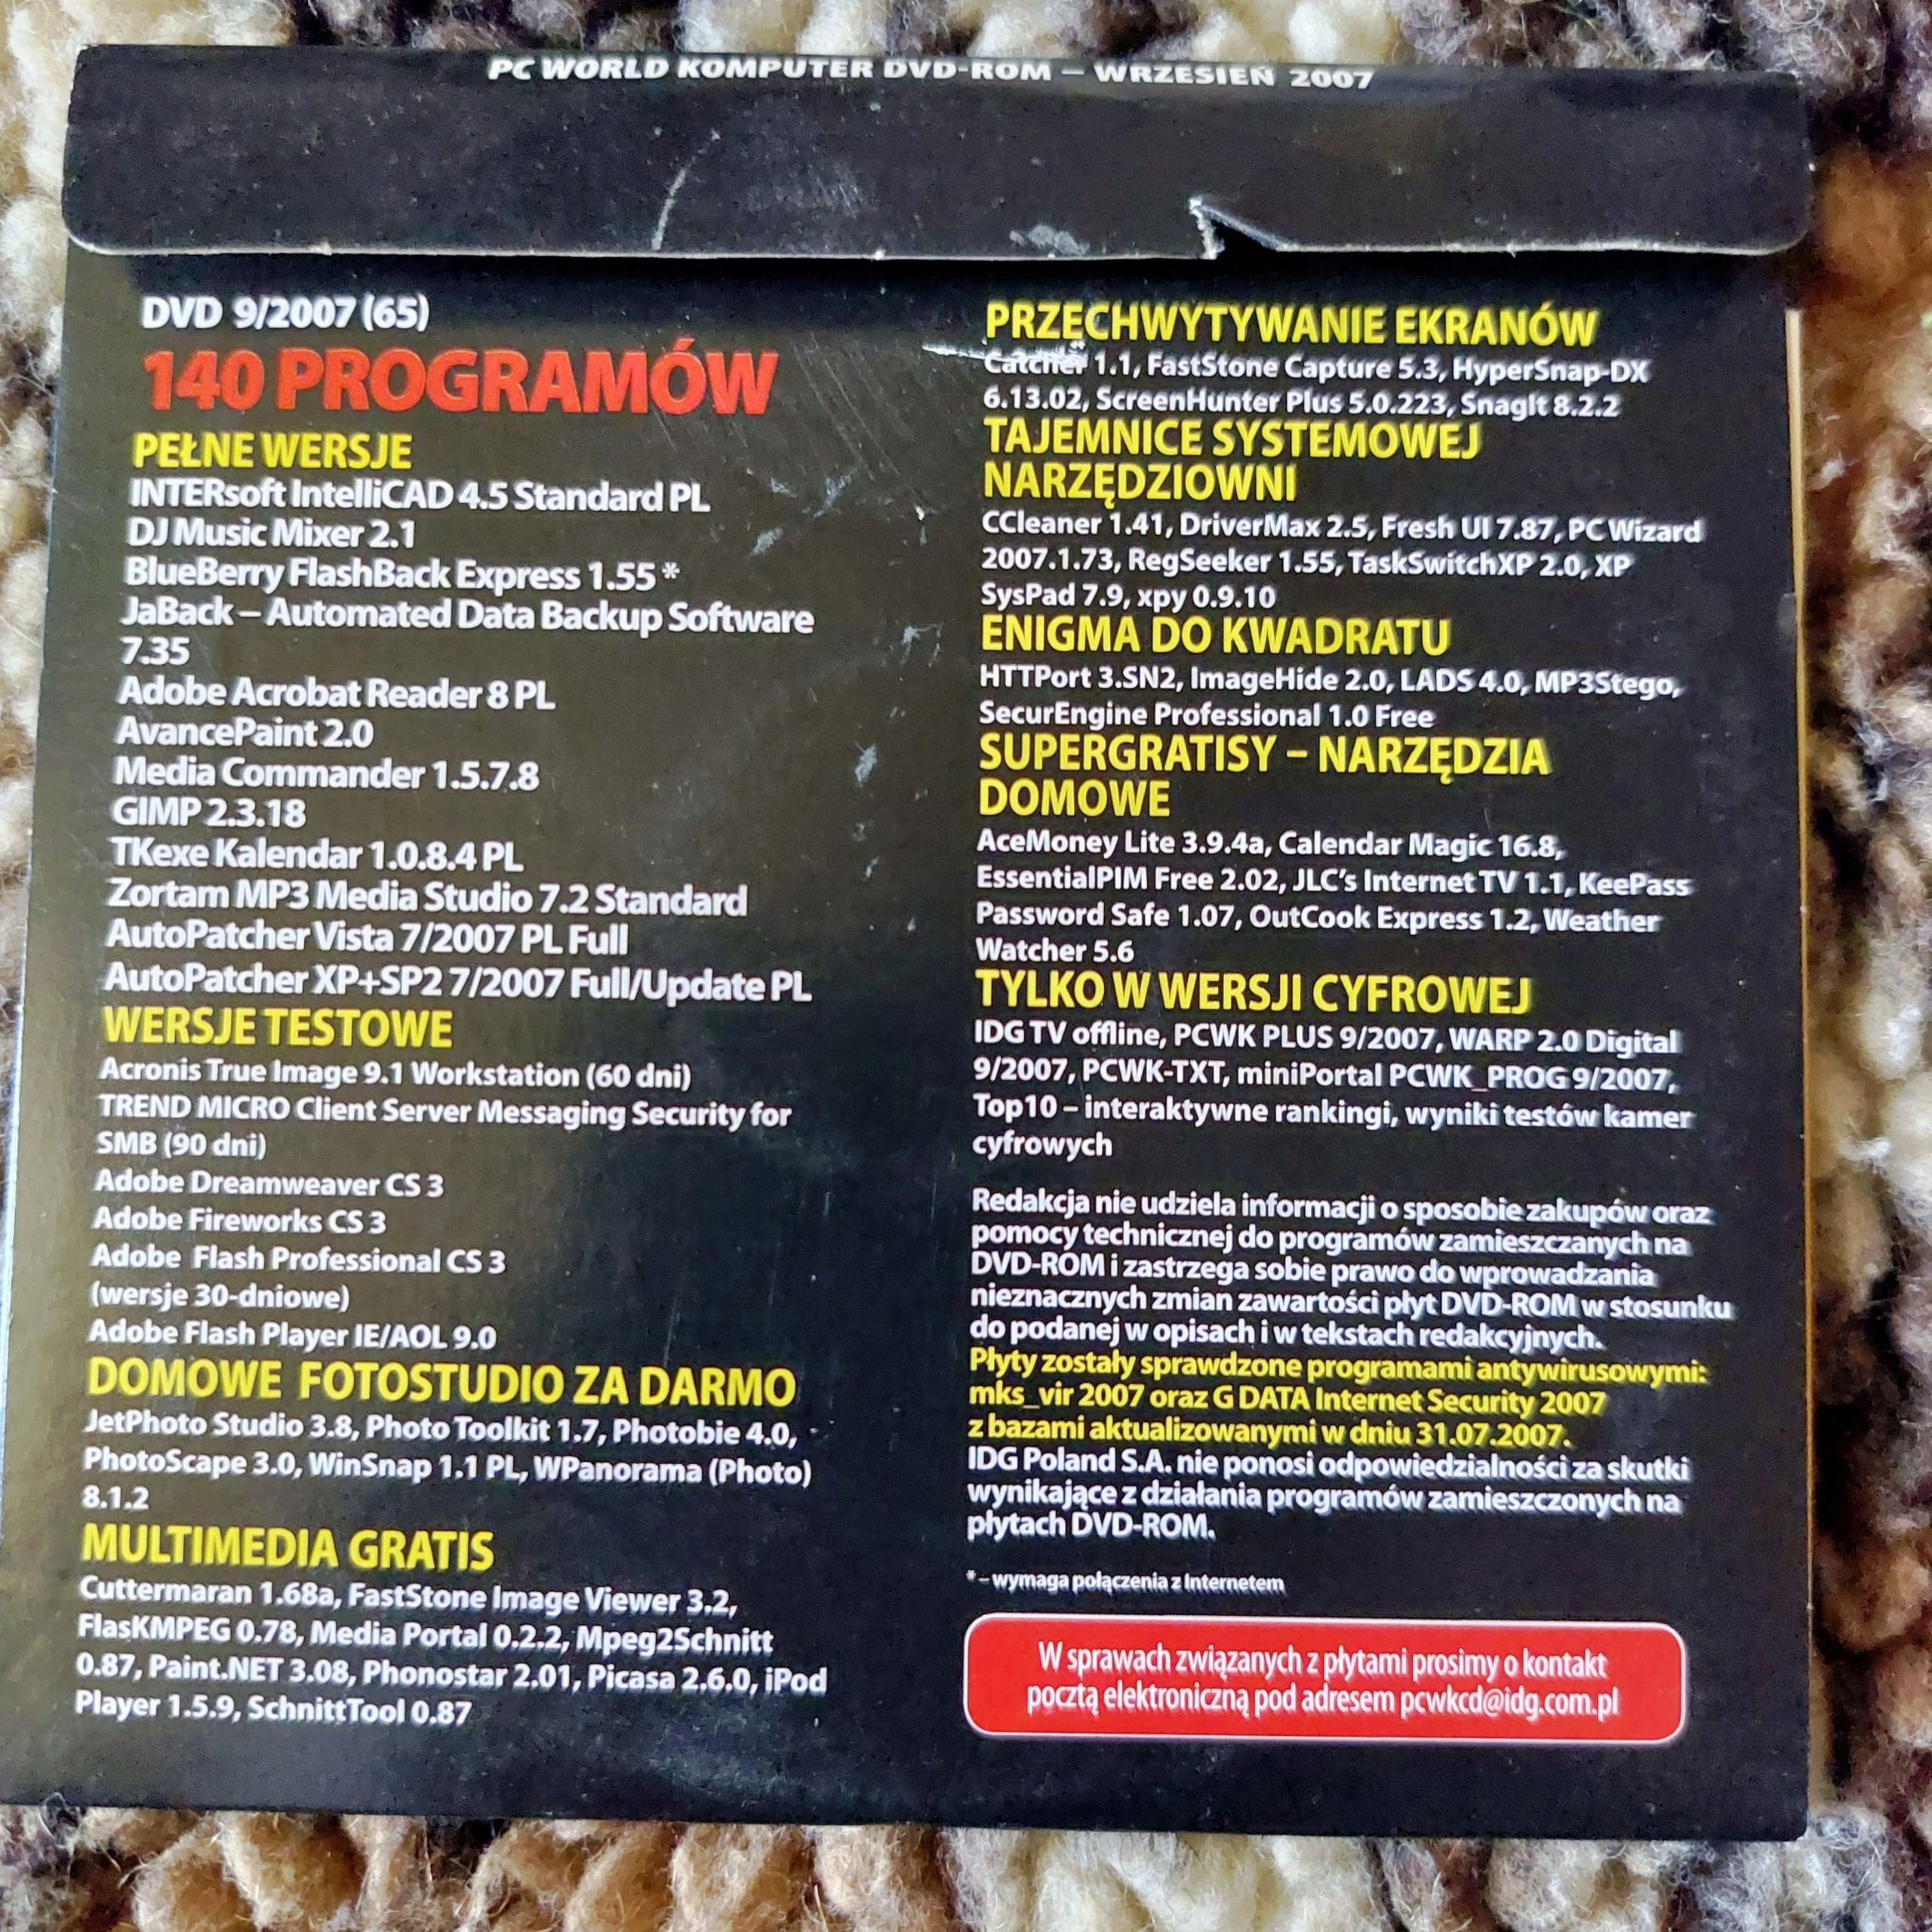 PC WORLD KOMPUTER DVD-ROM – WRZESIEŃ 2007
DVD 9/2007 (65)
140 PROGRAMÓW
PEŁNE WERSJE
INTERsoft IntelliCAD 4.5 Standard PL
DJ Music Mixer 2.1
BlueBerry FlashBack Express 1.55 *
JaBack – Automated Data Backup Software
7.35
Adobe Acrobat Reader 8 PL
AvancePaint 2.0
Media Commander 1.5.7.8
GIMP 2.3.18
TKexe Kalendar 1.0.8.4 PL
Zortam MP3 Media Studio 7.2 Standard
AutoPatcher Vista 7/2007 PL Full
AutoPatcher XP+SP2 7/2007 Full/Update PL
WERSJE TESTOWE
Acronis True Image 9.1 Workstation (60 dni)
TREND MICRO Client Server Messaging Security for
SMB (90 dni)
Adobe Dreamweaver CS 3
Adobe Fireworks CS 3
Adobe Flash Professional CS 3
(wersje 30-dniowe)
Adobe Flash Player IE/AOL 9.0
DOMOWE FOTOSTUDIO ZA DARMO
JetPhoto Studio 3.8, Photo Toolkit 1.7, Photobie 4.0,
PhotoScape 3.0, WinSnap 1.1 PL, WPanorama (Photo)
8.1.2
MULTIMEDIA GRATIS
Cuttermaran 1.68a, FastStone Image Viewer 3.2,
FlasKMPEG 0.78, Media Portal 0.2.2, Mpeg2Schnitt
0.87, Paint.NET 3.08, Phonostar 2.01, Picasa 2.6.0, iPod
Player 1.5.9, SchnittTool 0.87
PRZECHWYTYWANIE EKRANÓW
Catcher 1.1, FastStone Capture 5.3, HyperSnap-DX
6.13.02, ScreenHunter Plus 5.0.223, SnagIt 8.2.2
TAJEMNICE SYSTEMOWEJ
NARZĘDZIOWNI
CCleaner 1.41, DriverMax 2.5, Fresh UI 7.87, PC Wizard
2007.1.73, RegSeeker 1.55, TaskSwitchXP 2.0, XP
SysPad 7.9, xpy 0.9.10
ENIGMA DO KWADRATU
HTTPort 3.SN2, ImageHide 2.0, LADS 4.0, MP3Stego,
SecurEngine Professional 1.0 Free
SUPERGRATISY – NARZĘDZIA
DOMOWE
AceMoney Lite 3.9.4a, Calendar Magic 16.8,
EssentialPIM Free 2.02, JLC's Internet TV 1.1, KeePass
Password Safe 1.07, OutCook Express 1.2, Weather
Watcher 5.6
TYLKO W WERSJI CYFROWEJ
IDG TV offline, PCWK PLUS 9/2007, WARP 2.0 Digital
9/2007, PCWK-TXT, miniPortal PCWK_PROG 9/2007,
Top10 – interaktywne rankingi, wyniki testów kamer
cyfrowych
Redakcja nie udziela informacji o sposobie zakupów oraz
pomocy technicznej do programów zamieszczanych na
DVD-ROM i zastrzega sobie prawo do wprowadzania
nieznacznych zmian zawartości płyt DVD-ROM w stosunku
do podanej w opisach i w tekstach redakcyjnych.
Płyty zostały sprawdzone programami antywirusowymi:
mks_vir 2007 oraz G DATA Internet Security 2007
z bazami aktualizowanymi w dniu 31.07.2007.
IDG Poland S.A. nie ponosi odpowiedzialności za skutki
wynikające z działania programów zamieszczonych na
płytach DVD-ROM.
* – wymaga połączenia z Internetem
W sprawach związanych z płytami prosimy o kontakt
pocztą elektroniczną pod adresem pcwkcd@idg.com.pl